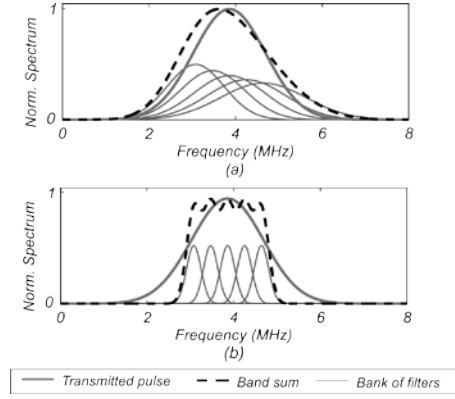 1
Norm. Spectrum
0
0 2 4 6 8
Frequency (MHz)
(a)
1
Norm. Spectrum
0
0 2 4 6 8
Frequency (MHz)
(b)
Transmitted pulse Band sum Bank of filters